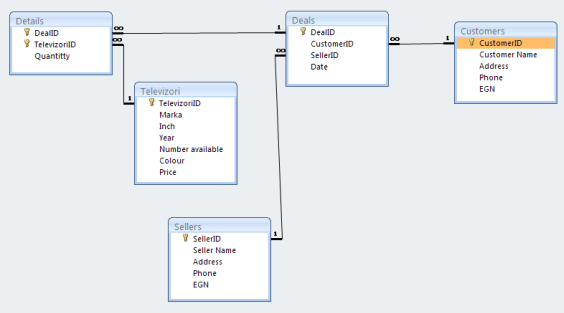 Details
DealID
TelevizoriID
Quantitty
Deals
DealID
CustomerID
SellerID
Date
Customers
CustomerID
Customer Name
Address
Phone
EGN
Televizori
TelevizoriID
Marka
Inch
Year
Number available
Colour
Price
Sellers
SellerID
Seller Name
Address
Phone
EGN
∞
1
∞
1
∞
1
∞
1